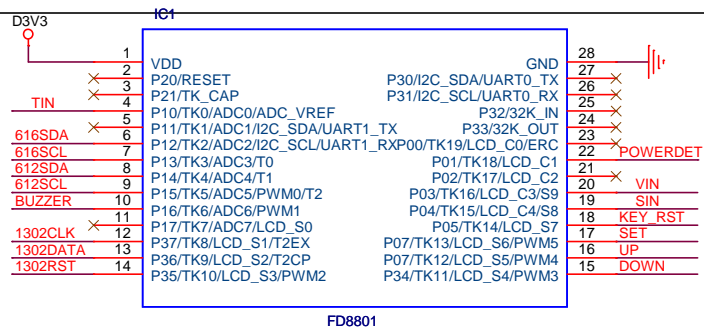 IC1
D3V3
1 VDD GND 28
2 P20/RESET P30/I2C_SDA/UART0_TX 27
3 P21/TK_CAP P31/I2C_SCL/UART0_RX 26
TIN 4 P10/TK0/ADC0/ADC_VREF P32/32K_IN 25
5 P11/TK1/ADC1/I2C_SDA/UART1_TX P33/32K_OUT 24
616SDA 6 P12/TK2/ADC2/I2C_SCL/UART1_RX P00/TK19/LCD_C0/ERC 23
616SCL 7 P13/TK3/ADC3/T0 P01/TK18/LCD_C1 22 POWERDET
612SDA 8 P14/TK4/ADC4/T1 P02/TK17/LCD_C2 21
612SCL 9 P15/TK5/ADC5/PWM0/T2 P03/TK16/LCD_C3/S9 20 VIN
BUZZER 10 P16/TK6/ADC6/PWM1 P04/TK15/LCD_C4/S8 19 SIN
11 P17/TK7/ADC7/LCD_S0 P05/TK14/LCD_S7 18 KEY_RST
1302CLK 12 P37/TK8/LCD_S1/T2EX P07/TK13/LCD_S6/PWM5 17 SET
1302DATA 13 P36/TK9/LCD_S2/T2CP P07/TK12/LCD_S5/PWM4 16 UP
1302RST 14 P35/TK10/LCD_S3/PWM2 P34/TK11/LCD_S4/PWM3 15 DOWN
FD8801